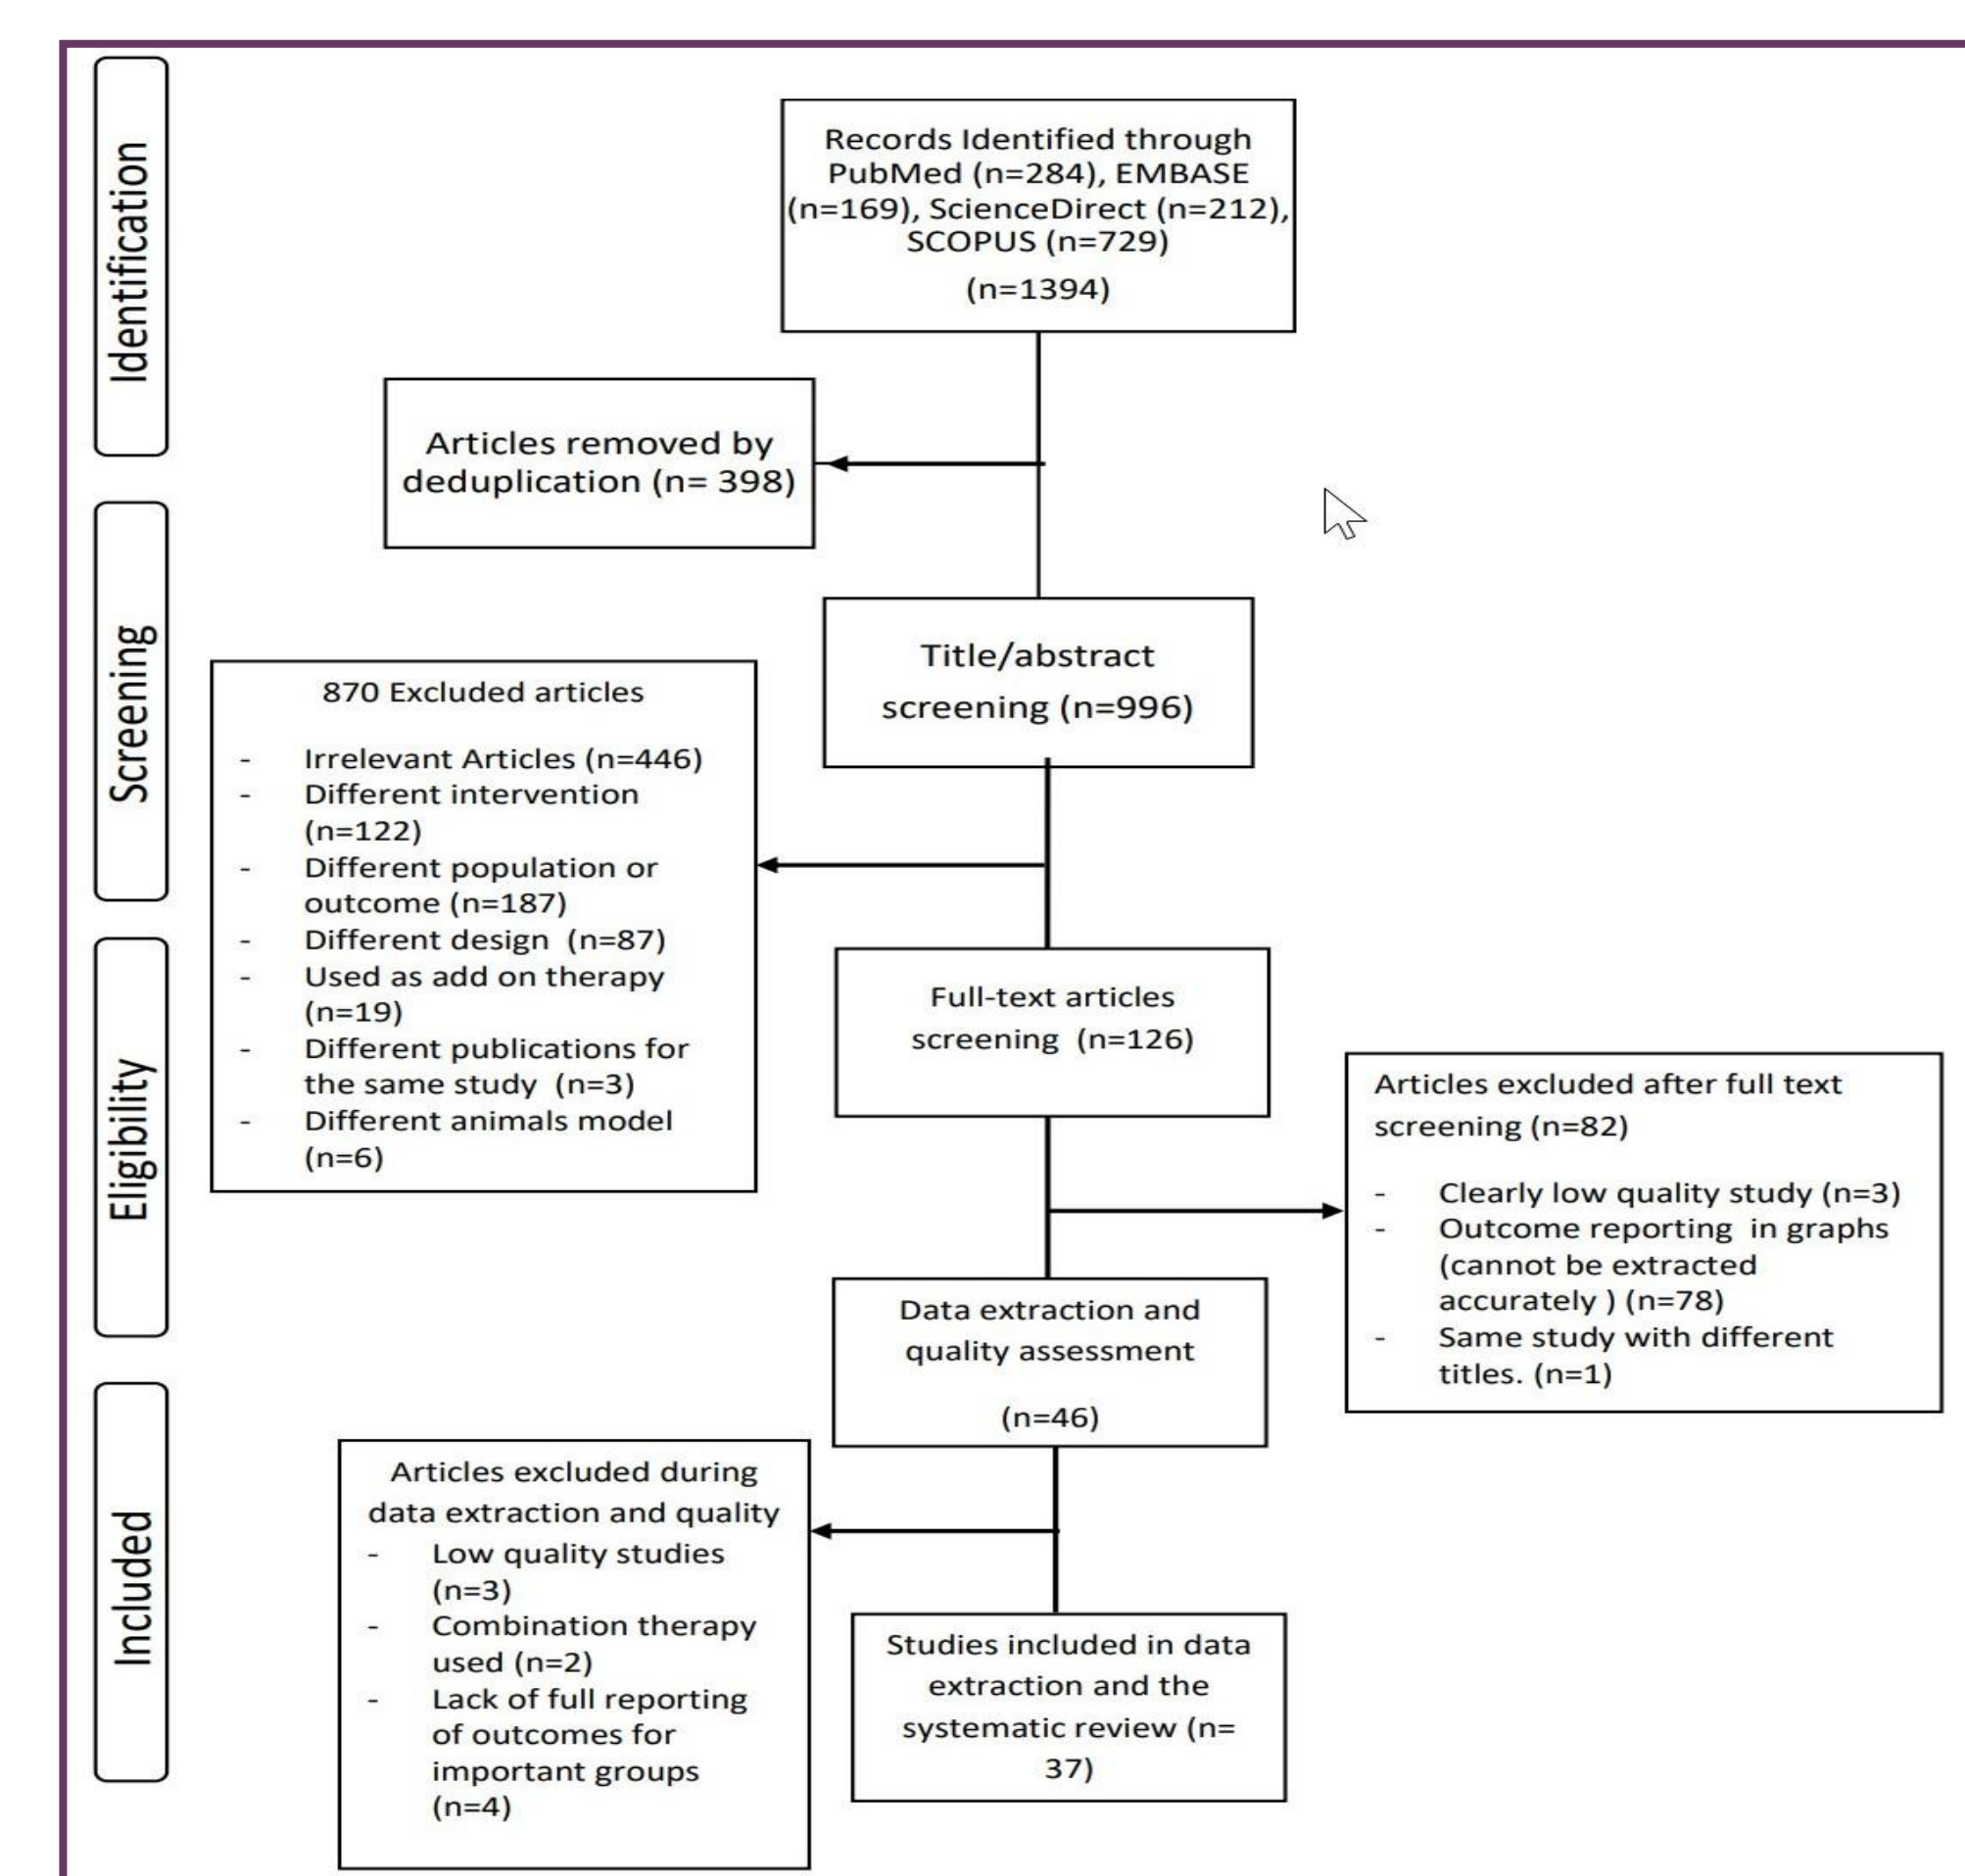 Identification
Records Identified through
PubMed (n=284), EMBASE
(n=169), ScienceDirect (n=212),
SCOPUS (n=729)
(n=1394)
Articles removed by
deduplication (n= 398)
Screening
Title/abstract
screening (n=996)
870 Excluded articles
- Irrelevant Articles (n=446)
- Different intervention
(n=122)
- Different population or
outcome (n=187)
- Different design (n=87)
- Used as add on therapy
(n=19)
- Different publications for
the same study (n=3)
- Different animals model
(n=6)
Eligibility
Full-text articles
screening (n=126)
Articles excluded after full text
screening (n=82)
- Clearly low quality study (n=3)
- Outcome reporting in graphs
(cannot be extracted
accurately ) (n=78)
- Same study with different
titles. (n=1)
Data extraction and
quality assessment
(n=46)
Included
Articles excluded during
data extraction and quality
- Low quality studies
(n=3)
- Combination therapy
used (n=2)
- Lack of full reporting
of outcomes for
important groups
(n=4)
Studies included in data
extraction and the
systematic review (n=
37)